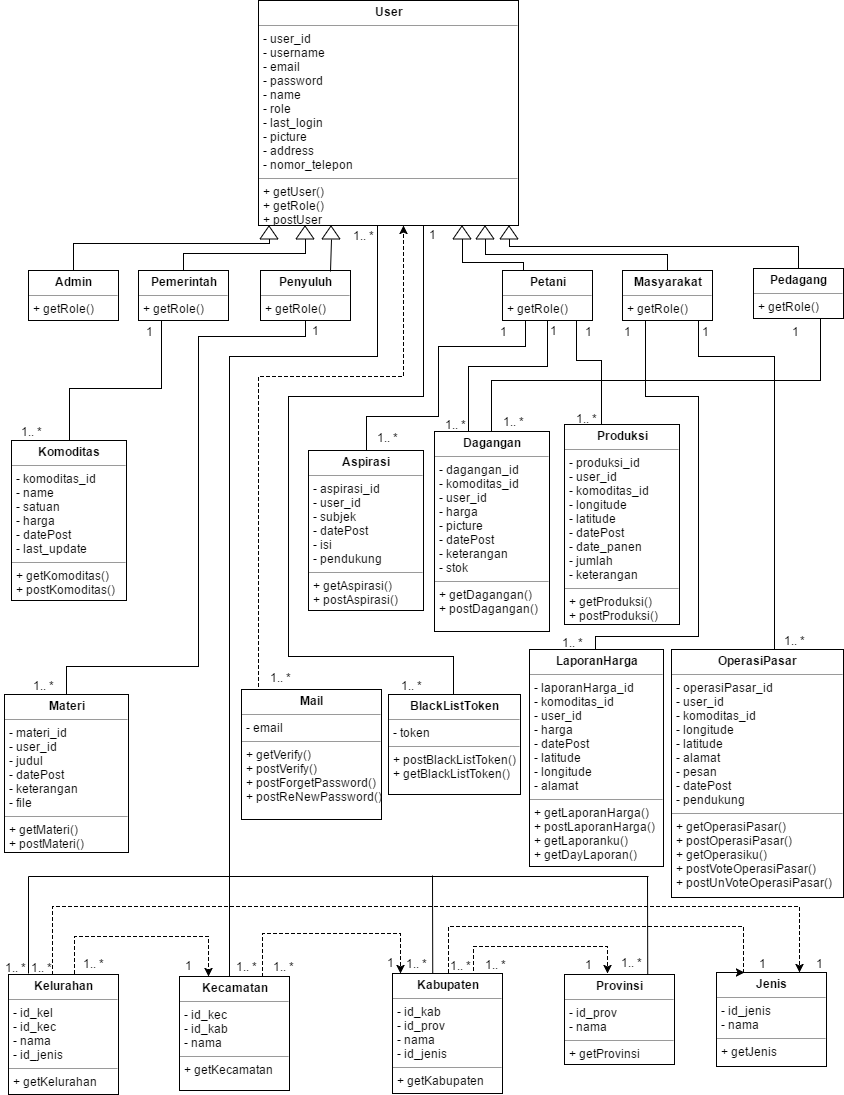 User
- user_id
- username
- email
- password
- name
- role
- last_login
- picture
- address
- nomor_telepon
+ getUser()
+ getRole()
+ postUser
1.. *
1
Admin
+ getRole()
Pemerintah
+ getRole()
Penyuluh
+ getRole()
Petani
+ getRole()
Masyarakat
+ getRole()
Pedagang
+ getRole()
1
1
1
1
1
1
1
1
1.. *
1.. *
1.. *
1.. *
1.. *
Komoditas
- komoditas_id
- name
- satuan
- harga
- datePost
- last_update
+ getKomoditas()
+ postKomoditas()
Aspirasi
- aspirasi_id
- user_id
- subjek
- datePost
- isi
- pendukung
+ getAspirasi()
+ postAspirasi()
Dagangan
- dagangan_id
- komoditas_id
- user_id
- harga
- picture
- datePost
- keterangan
- stok
+ getDagangan()
+ postDagangan()
Produksi
- produksi_id
- user_id
- komoditas_id
- longitude
- latitude
- datePost
- date_panen
- jumlah
- keterangan
+ getProduksi()
+ postProduksi()
1.. *
1.. *
1.. *
1.. *
1.. *
Materi
- materi_id
- user_id
- judul
- datePost
- keterangan
- file
+ getMateri()
+ postMateri()
Mail
- email
+ getVerify()
+ postVerify()
+ postForgetPassword()
+ postReNewPassword()
BlackListToken
- token
+ postBlackListToken()
+ getBlackListToken()
LaporanHarga
- laporanHarga_id
- komoditas_id
- user_id
- harga
- datePost
- latitude
- longitude
- alamat
+ getLaporanHarga()
+ postLaporanHarga()
+ getLaporanku()
+ getDayLaporan()
OperasiPasar
- operasiPasar_id
- user_id
- komoditas_id
- longitude
- latitude
- alamat
- pesan
- datePost
- pendukung
+ getOperasiPasar()
+ postOperasiPasar()
+ getOperasiku()
+ postVoteOperasiPasar()
+ postUnVoteOperasiPasar()
1.. *
1.. *
1.. *
1
1.. *
1.. *
1
1.. *
1.. *
1.. *
1
1.. *
1
1
Kelurahan
- id_kel
- id_kec
- nama
- id_jenis
+ getKelurahan
Kecamatan
- id_kec
- id_kab
- nama
+ getKecamatan
Kabupaten
- id_kab
- id_prov
- nama
- id_jenis
+ getKabupaten
Provinsi
- id_prov
- nama
+ getProvinsi
Jenis
- id_jenis
- nama
+ getJenis